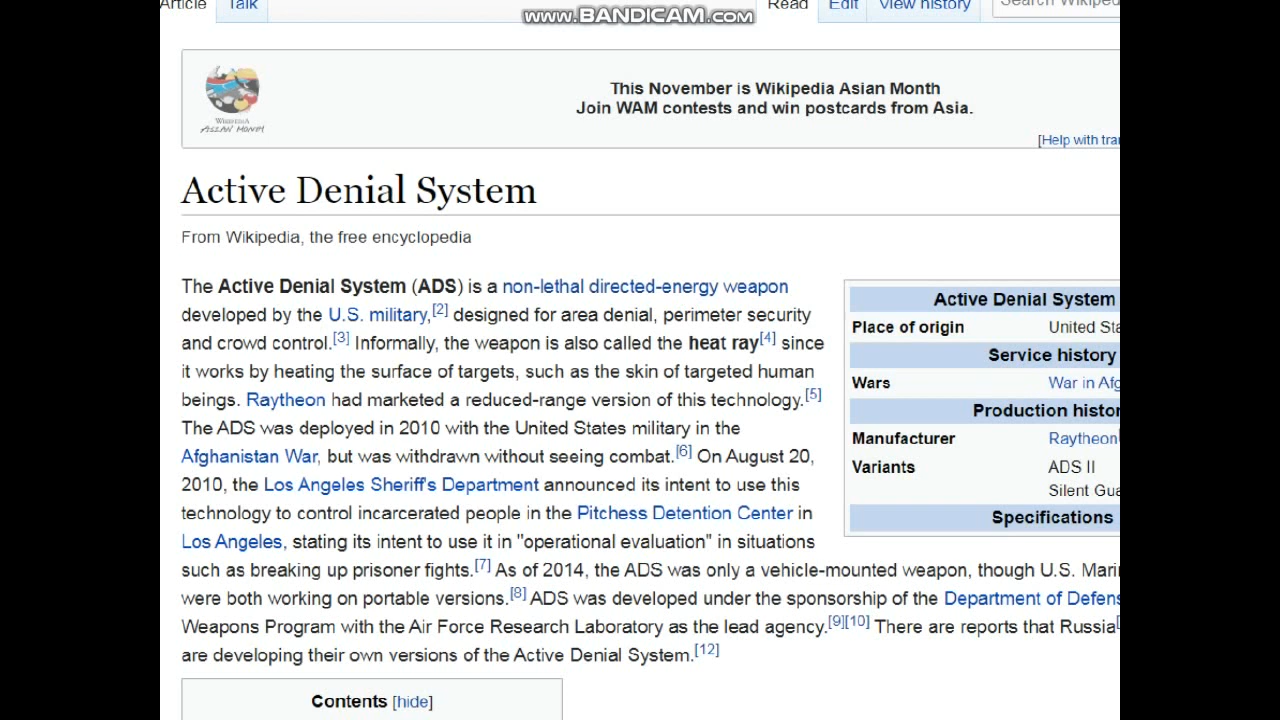 Article Talk Read Edit View history Search Wikiped
www.BANDICAM.com
This November is Wikipedia Asian Month
Join WAM contests and win postcards from Asia.
WIKIPEDIA
ASIAN MONTH
[Help with tra
Active Denial System
From Wikipedia, the free encyclopedia
The Active Denial System (ADS) is a non-lethal directed-energy weapon
developed by the U.S. military,[2] designed for area denial, perimeter security
and crowd control.[3] Informally, the weapon is also called the heat ray[4] since
it works by heating the surface of targets, such as the skin of targeted human
beings. Raytheon had marketed a reduced-range version of this technology.[5]
The ADS was deployed in 2010 with the United States military in the
Afghanistan War, but was withdrawn without seeing combat.[6] On August 20,
2010, the Los Angeles Sheriff's Department announced its intent to use this
technology to control incarcerated people in the Pitchess Detention Center in
Los Angeles, stating its intent to use it in "operational evaluation" in situations
such as breaking up prisoner fights.[7] As of 2014, the ADS was only a vehicle-mounted weapon, though U.S. Mari
were both working on portable versions.[8] ADS was developed under the sponsorship of the Department of Defens
Weapons Program with the Air Force Research Laboratory as the lead agency.[9][10] There are reports that Russia[
are developing their own versions of the Active Denial System.[12]
Active Denial System
Place of origin United Sta
Service history
Wars War in Afg
Production histor
Manufacturer Raytheon
Variants ADS II
Silent Gua
Specifications
Contents [hide]